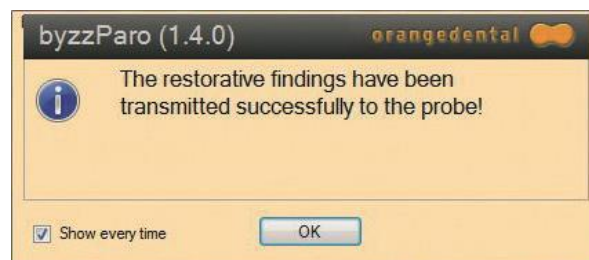 byzzParo (1.4.0)
orangedental
The restorative findings have been
transmitted successfully to the probe!
Show every time
OK